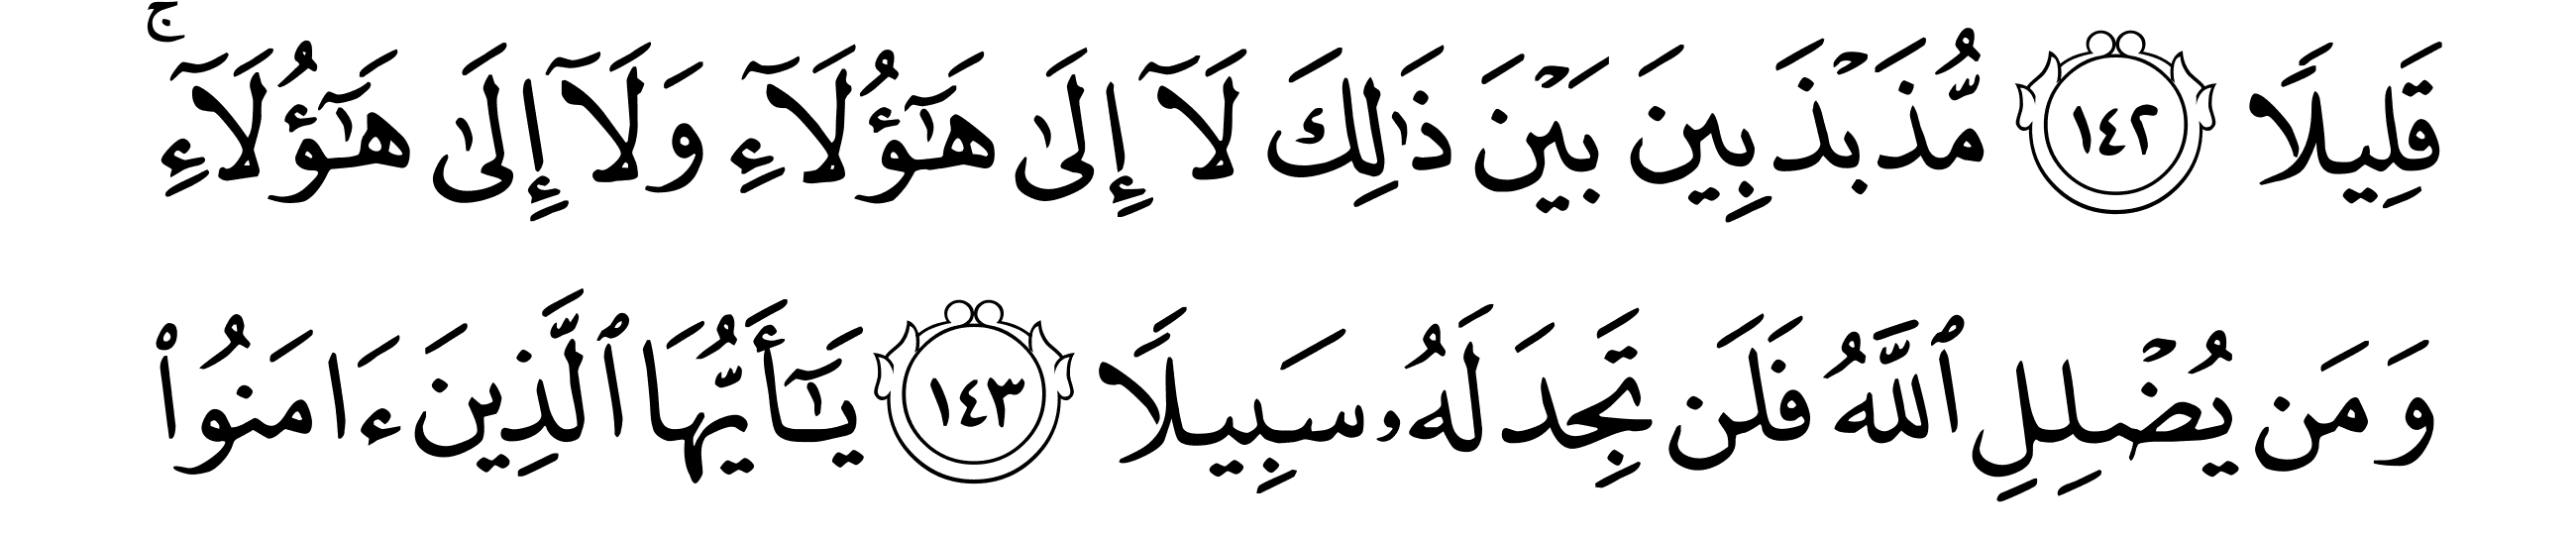 قَلِيلًا ١٤٢ مُّذَبۡذَبِينَ بَيۡنَ ذَٰلِكَ لَآ إِلَىٰ هَٰٓؤُلَآءِ وَلَآ إِلَىٰ هَٰٓؤُلَآءِۚ
وَمَن يُضۡلِلِ ٱللَّهُ فَلَن تَجِدَ لَهُۥ سَبِيلًا ١٤٣ يَٰٓأَيُّهَا ٱلَّذِينَ ءَامَنُواْ